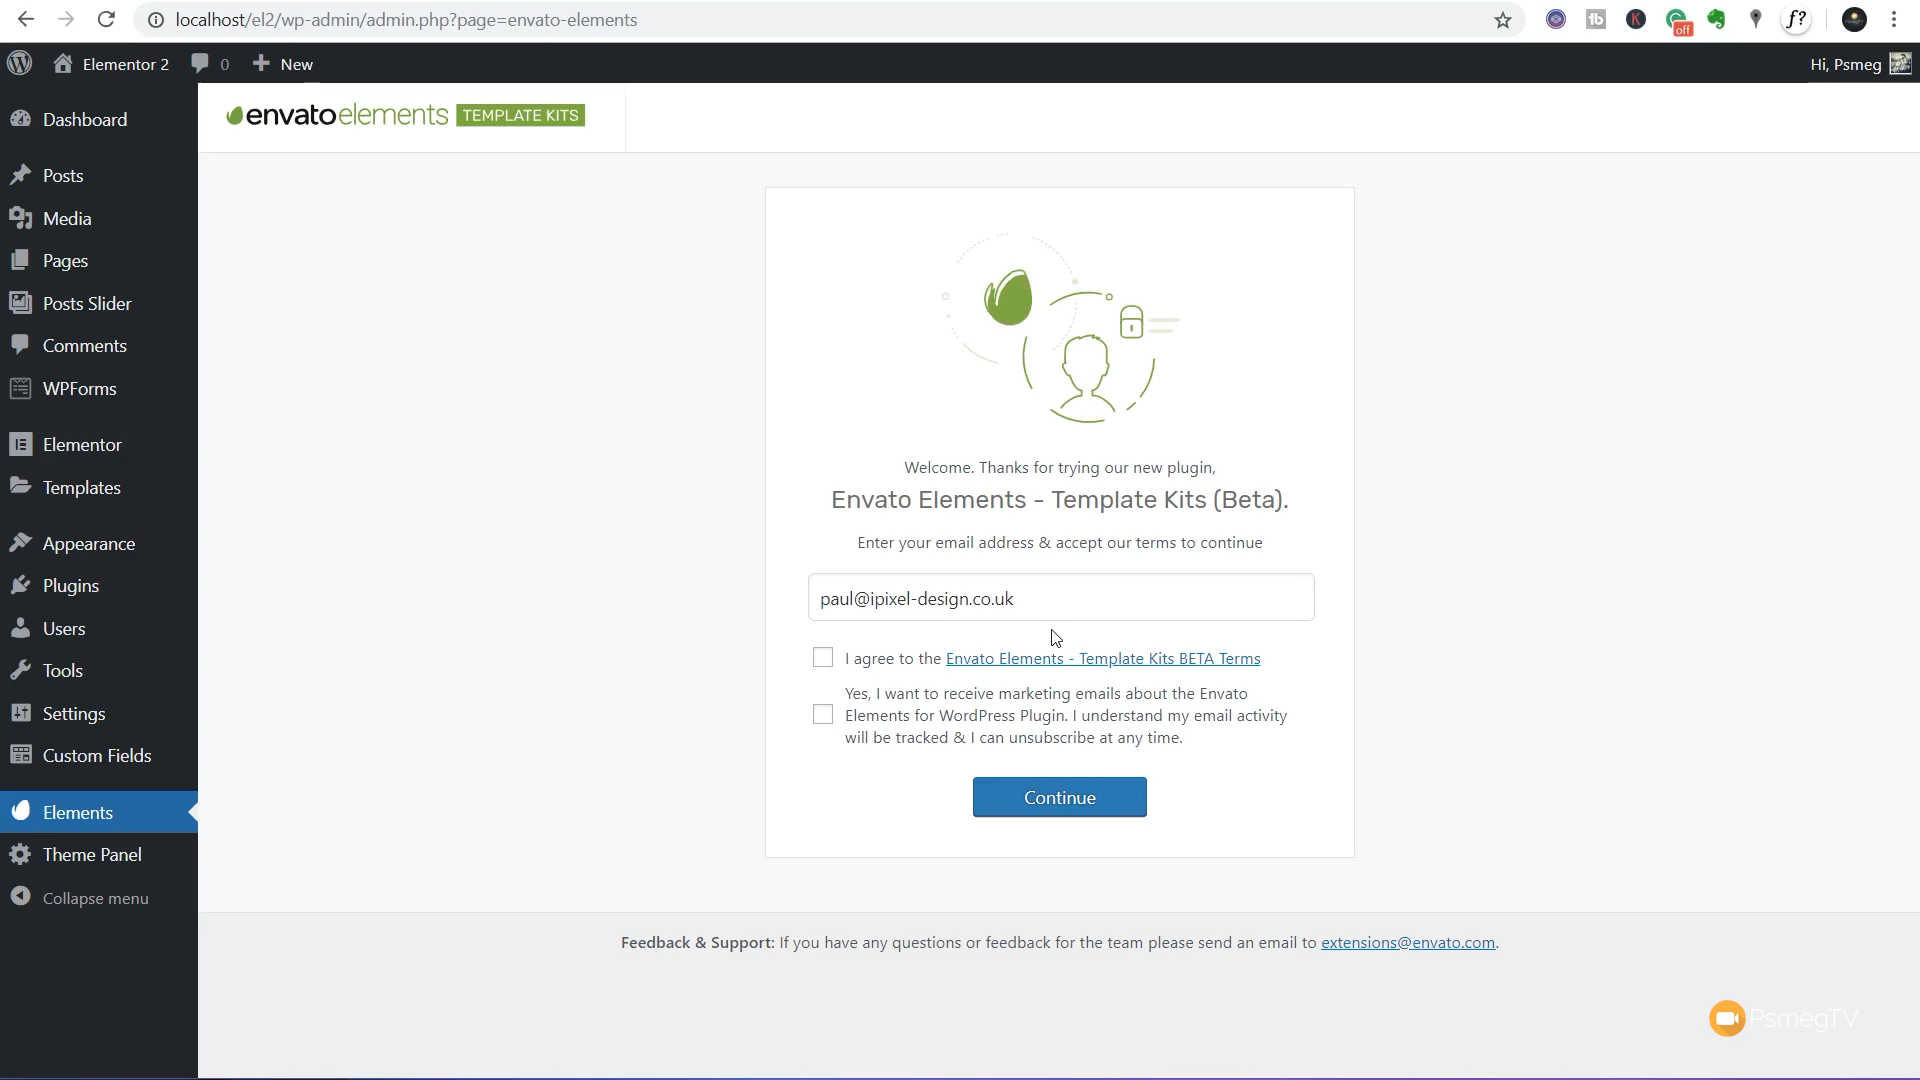 localhost/el2/wp-admin/admin.php?page=envato-elements
off
f?
Elementor 2
0
New
Hi, Psmeg
envatoelements TEMPLATE KITS
Dashboard
Posts
Media
Pages
Posts Slider
Comments
WPForms
Elementor
Templates
Appearance
Plugins
Users
Tools
Settings
Custom Fields
Elements
Theme Panel
Collapse menu
Welcome. Thanks for trying our new plugin,
Envato Elements - Template Kits (Beta).
Enter your email address & accept our terms to continue
paul@ipixel-design.co.uk
I agree to the Envato Elements - Template Kits BETA Terms
Yes, I want to receive marketing emails about the Envato
Elements for WordPress Plugin. I understand my email activity
will be tracked & I can unsubscribe at any time.
Continue
Feedback & Support: If you have any questions or feedback for the team please send an email to extensions@envato.com.
PsmegTV